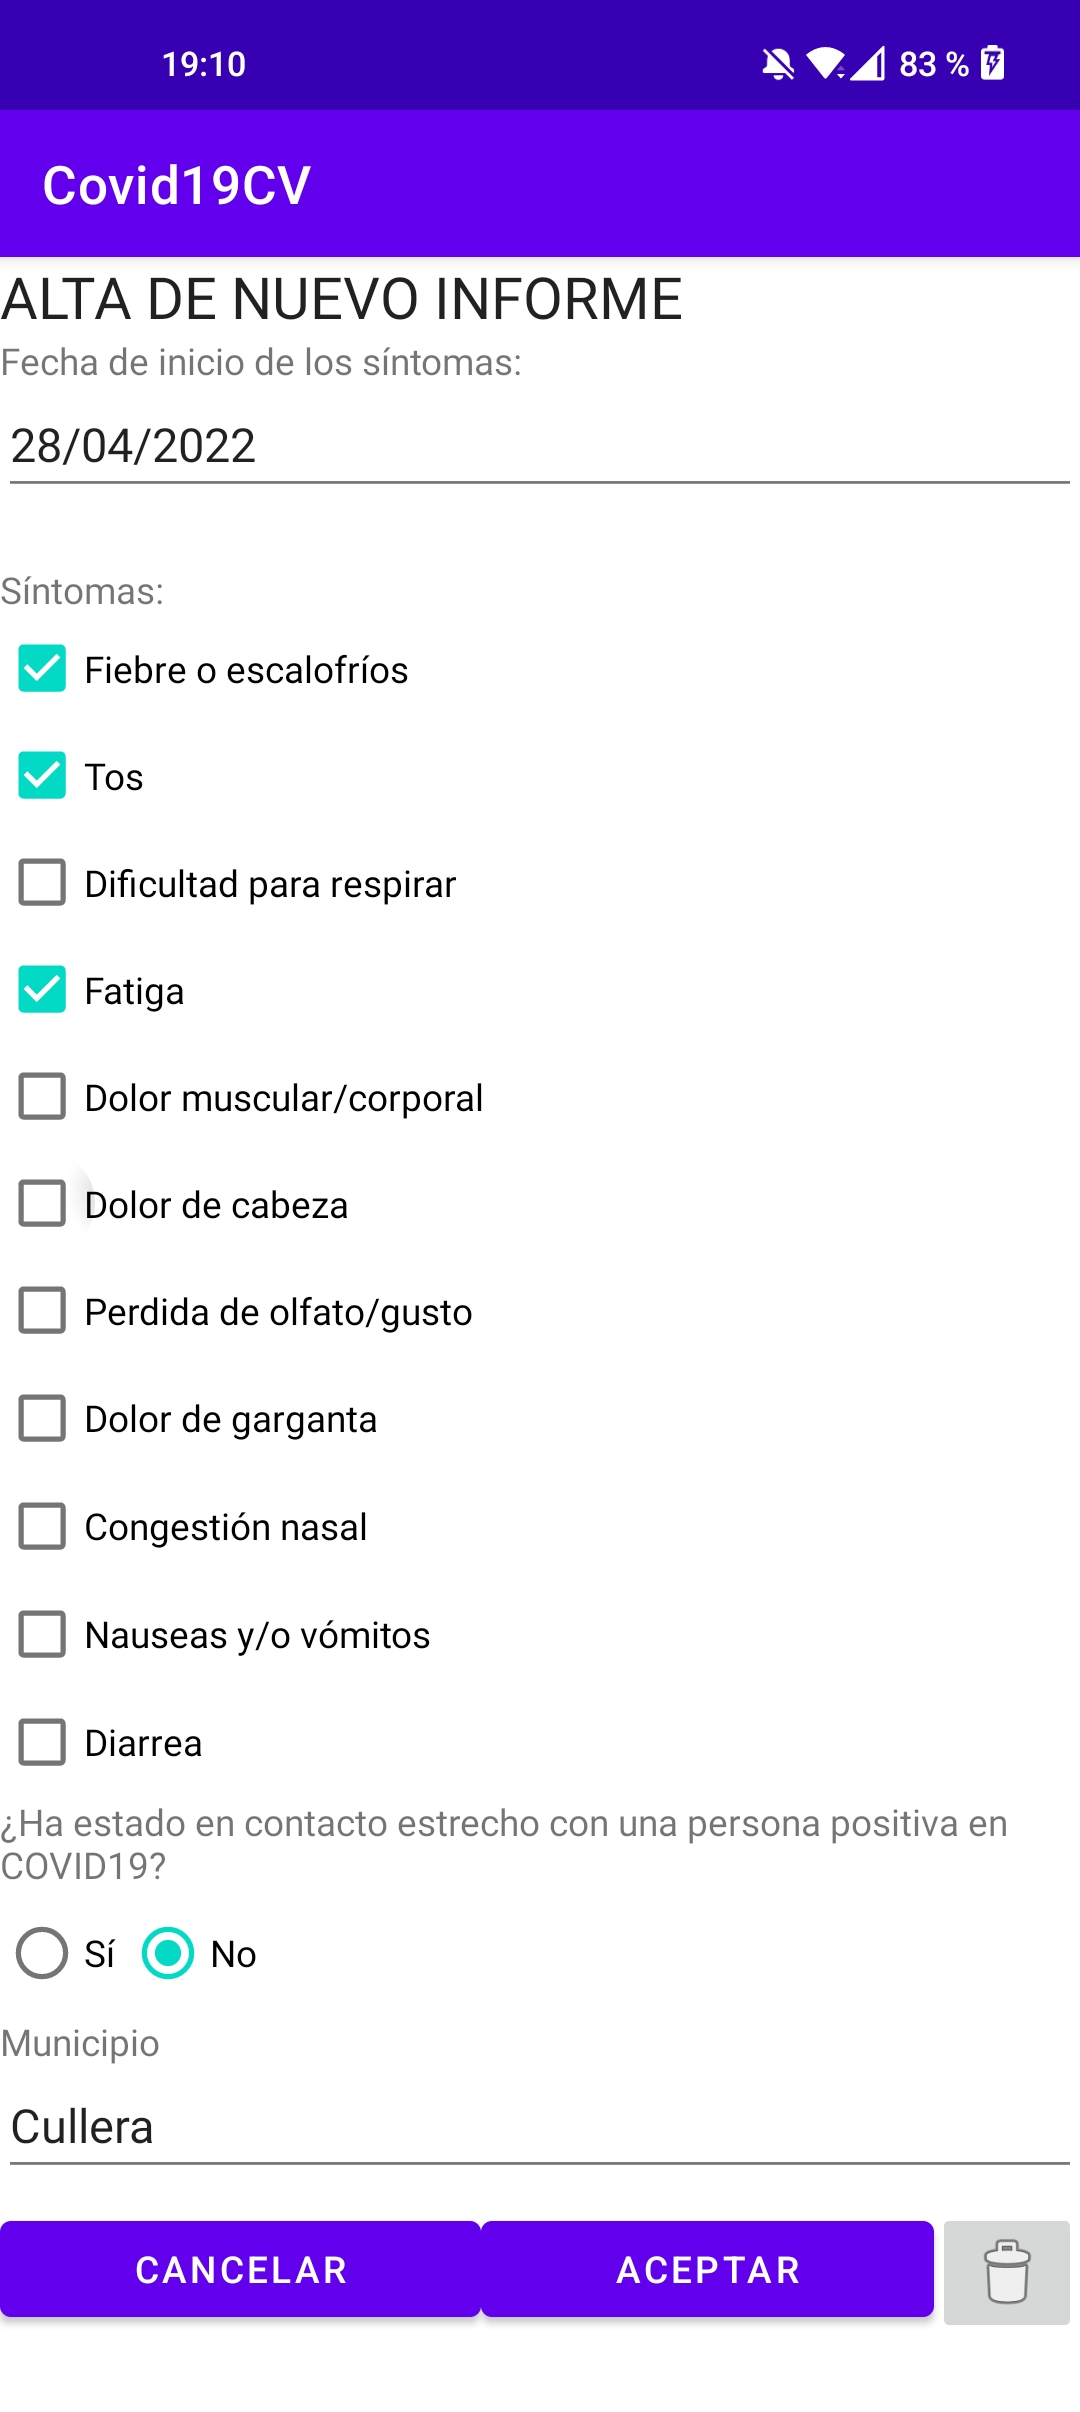 19:10
83 %
Covid19CV
ALTA DE NUEVO INFORME
Fecha de inicio de los síntomas:
28/04/2022
Síntomas:
Fiebre o escalofríos
Tos
Dificultad para respirar
Fatiga
Dolor muscular/corporal
Dolor de cabeza
Perdida de olfato/gusto
Dolor de garganta
Congestión nasal
Nauseas y/o vómitos
Diarrea
¿Ha estado en contacto estrecho con una persona positiva en
COVID19?
Sí No
Municipio
Cullera
CANCELAR ACEPTAR